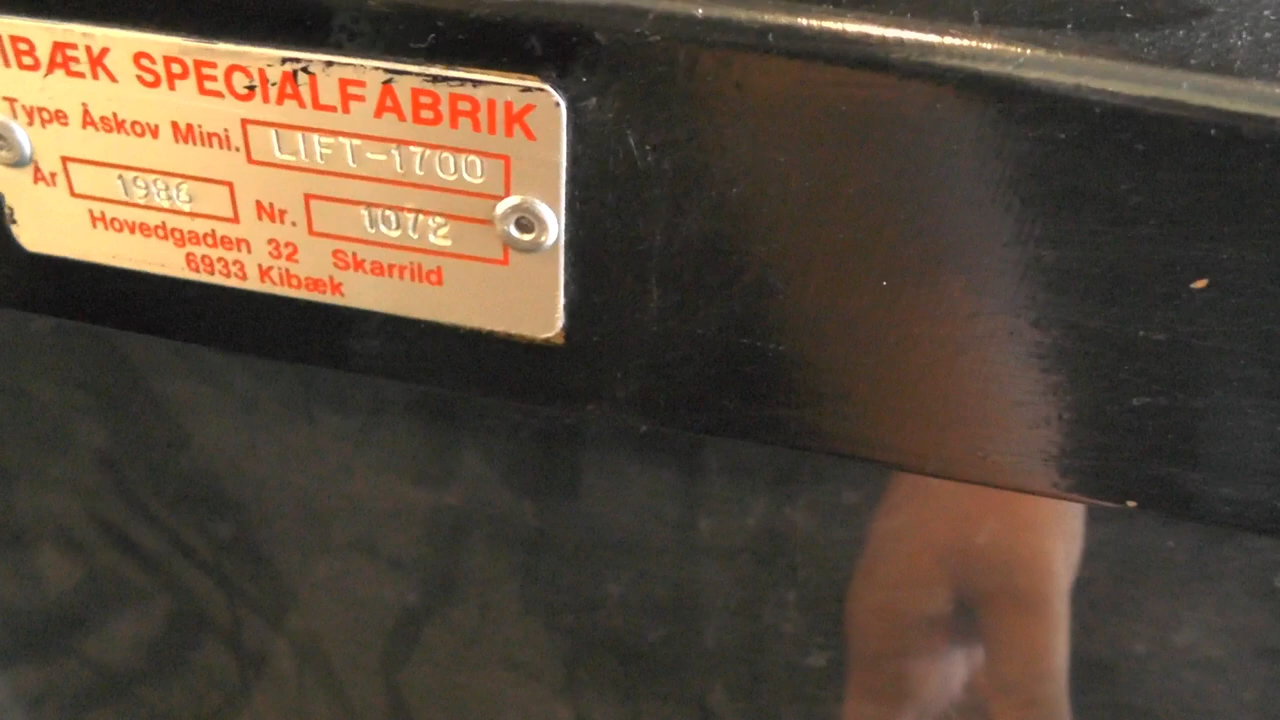 IBÆK SPECIALFABRIK
Type Åskov Mini. LIFT-1700
År 1986 Nr. 1072
Hovedgaden 32 Skarrild
6933 Kibæk